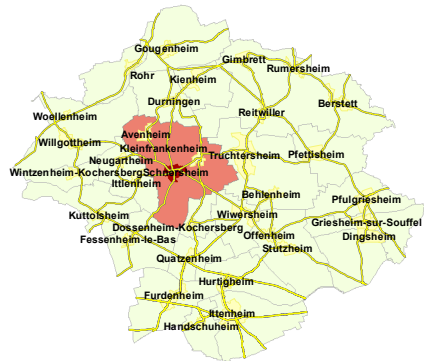 Gougenheim
Gimbrett
Rumersheim
Rohr
Kienheim
Durningen
Berstett
Reitwiller
Woellenheim
Avenheim
Willgottheim
Kleinfrankenheim
Pfettisheim
Truchtersheim
Neugartheim
Wintzenheim-Kochersberg
Schnersheim
Ittlenheim
Behlenheim
Pfulgriesheim
Kuttolsheim
Wiwersheim
Griesheim-sur-Souffel
Dossenheim-Kochersberg
Offenheim
Dingsheim
Fessenheim-le-Bas
Stutzheim
Quatzenheim
Hurtigheim
Furdenheim
Ittenheim
Handschuheim